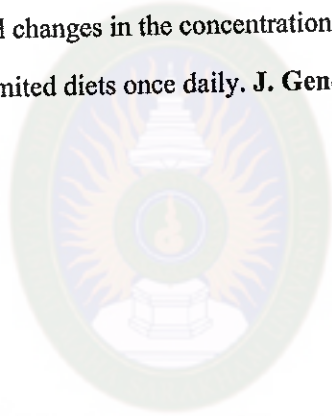 changes in the concentration
mited diets once daily. J. Gen